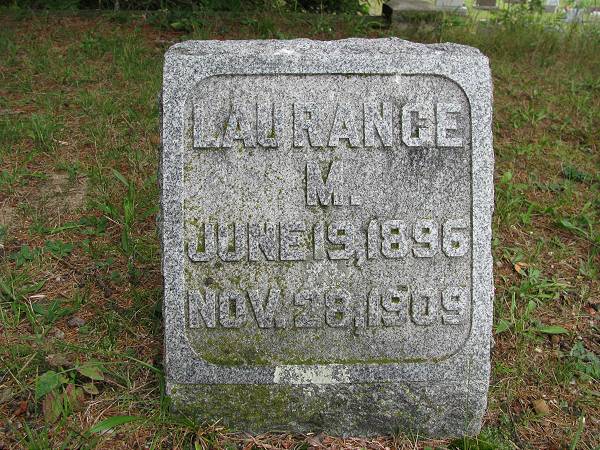 LAURANCE
M.
JUNE 19, 1896
NOV. 28, 1909